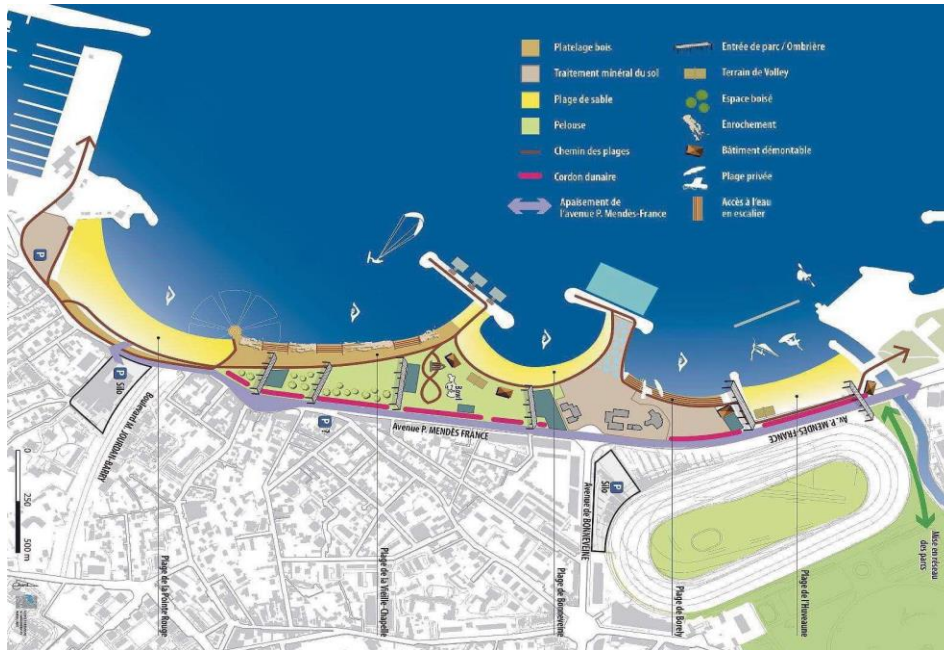 Platelage bois
Traitement minéral du sol
Plage de sable
Pelouse
Chemin des plages
Cordon dunaire
Apaisement de
l'avenue P. Mendès-France
Entrée de parc / Ombrière
Terrain de Volley
Espace boisé
Enrochement
Bâtiment démontable
Plage privée
Accès à l'eau
en escalier
P
P
Silo
Boulevard M. JOURDAN-BARRY
P
Bowl
Avenue P. MENDÈS FRANCE
Av. P. MENDÈS-FRANCE
P
Silo
Avenue de BONNEVEINE
Mise en réseau
des parcs
0
250
500 m
Plage de la Pointe Rouge
Plage de la Vieille-Chapelle
Plage de Bonneveine
Plage de Borely
Plage de l'Huveaune